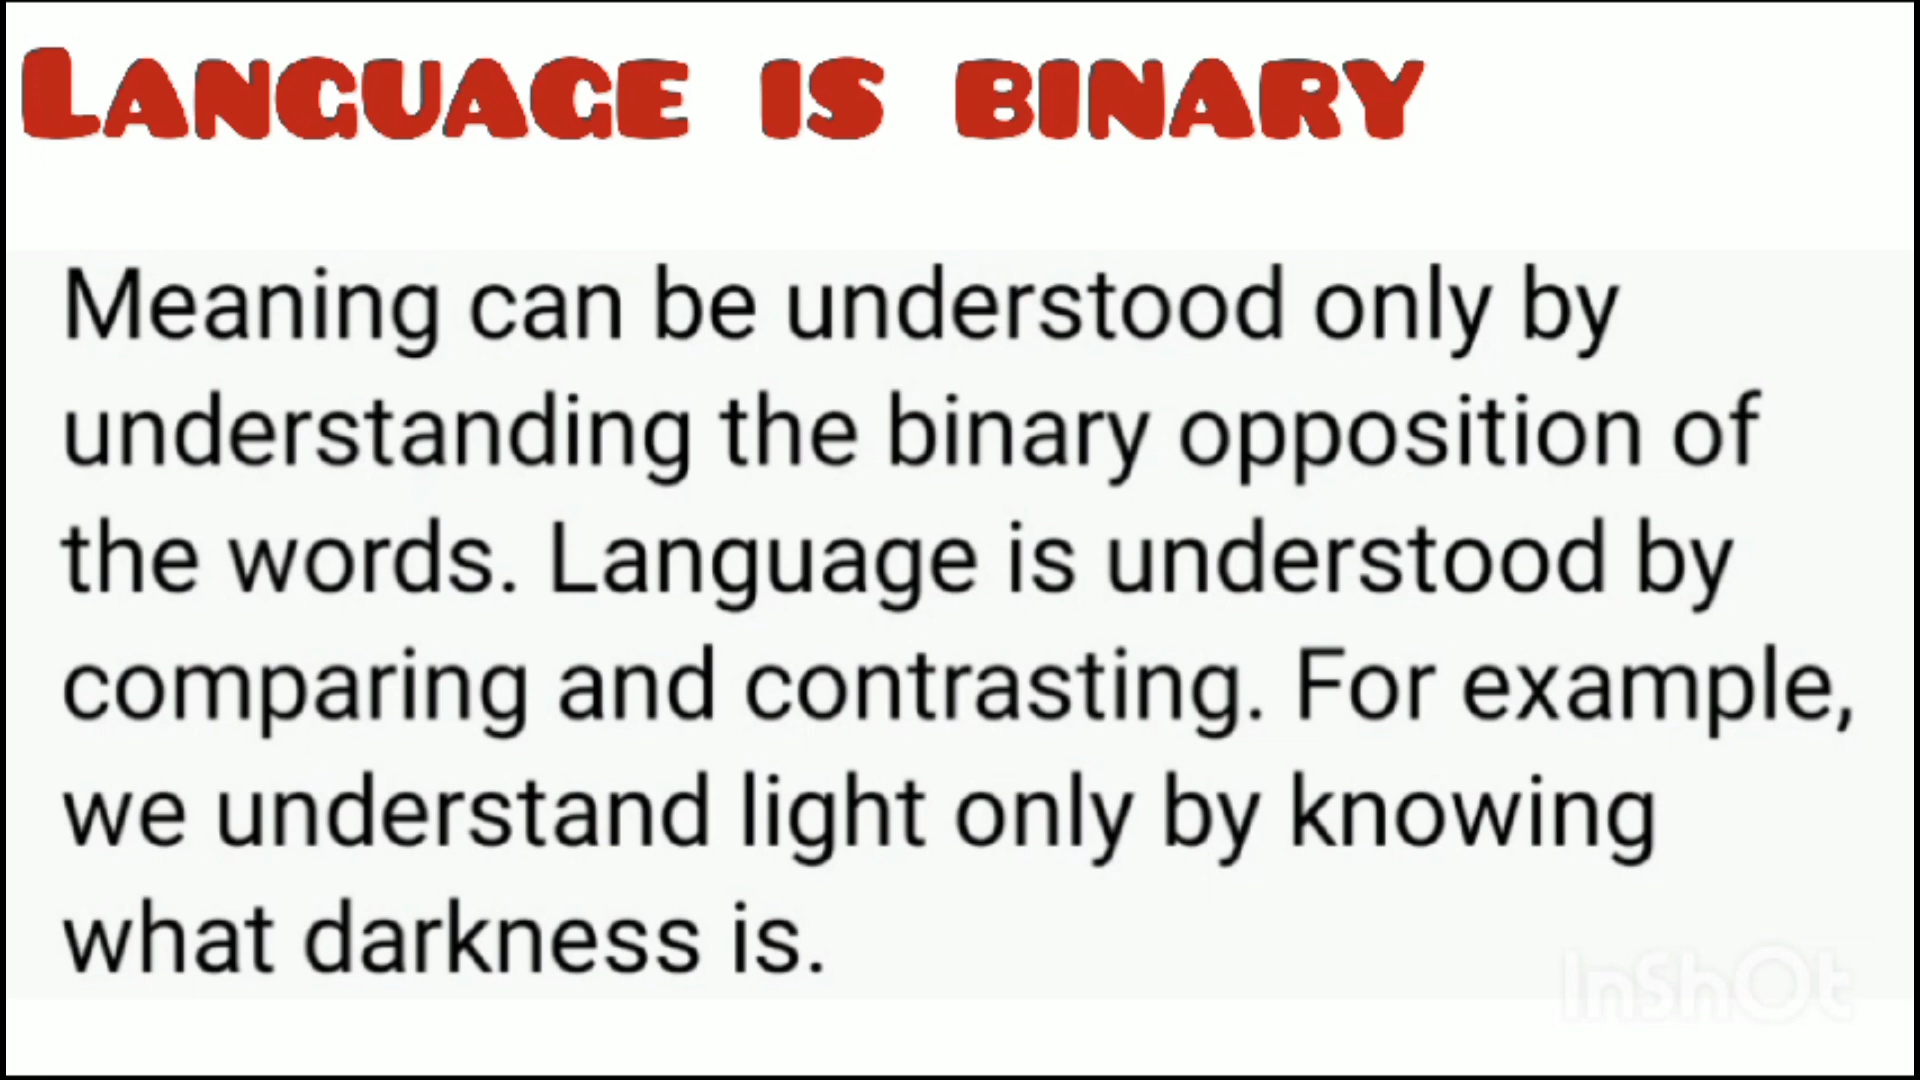 LANGUAGE IS BINARY
Meaning can be understood only by
understanding the binary opposition of
the words. Language is understood by
comparing and contrasting. For example,
we understand light only by knowing
what darkness is.
InShOt